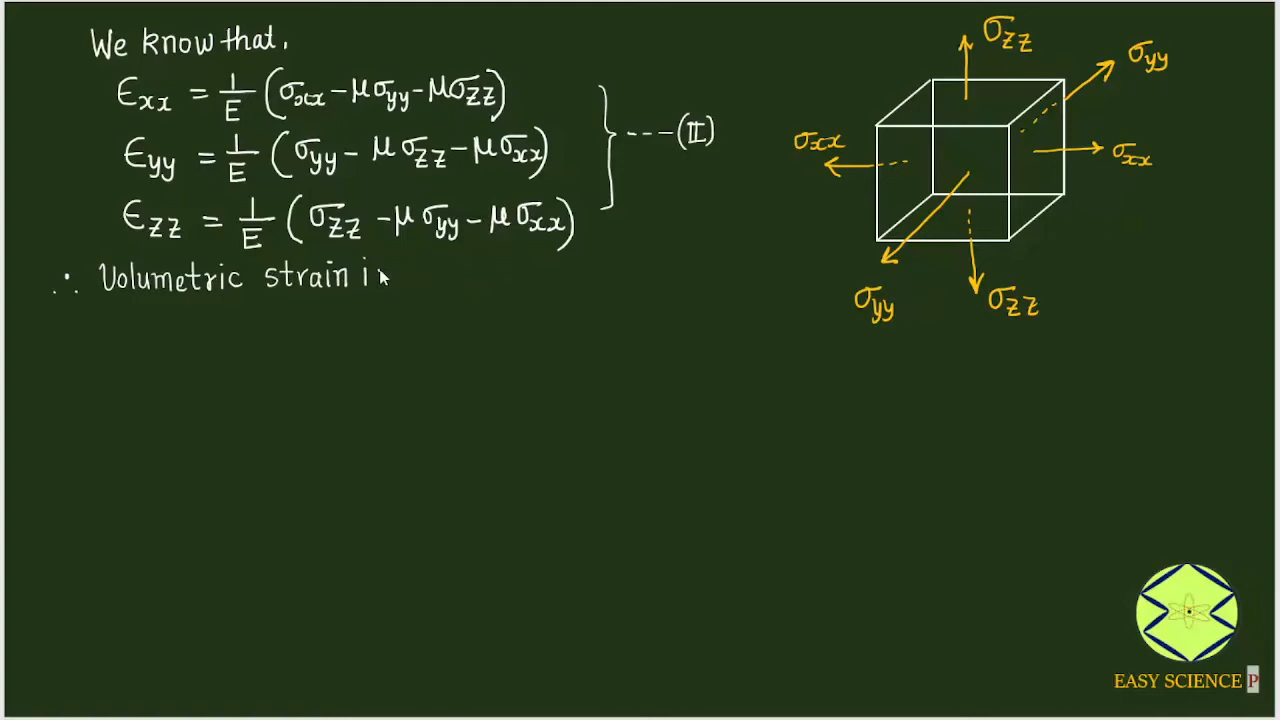 We know that,
ϵxx = 1/E (σxx − μσyy − μσzz)
ϵyy = 1/E (σyy − μσzz − μσxx)
ϵzz = 1/E (σzz − μσyy − μσxx)
----(II)
∴ Volumetric strain i
σzz
σyy
σxx
σxx
σyy
σzz
EASY SCIENCE P